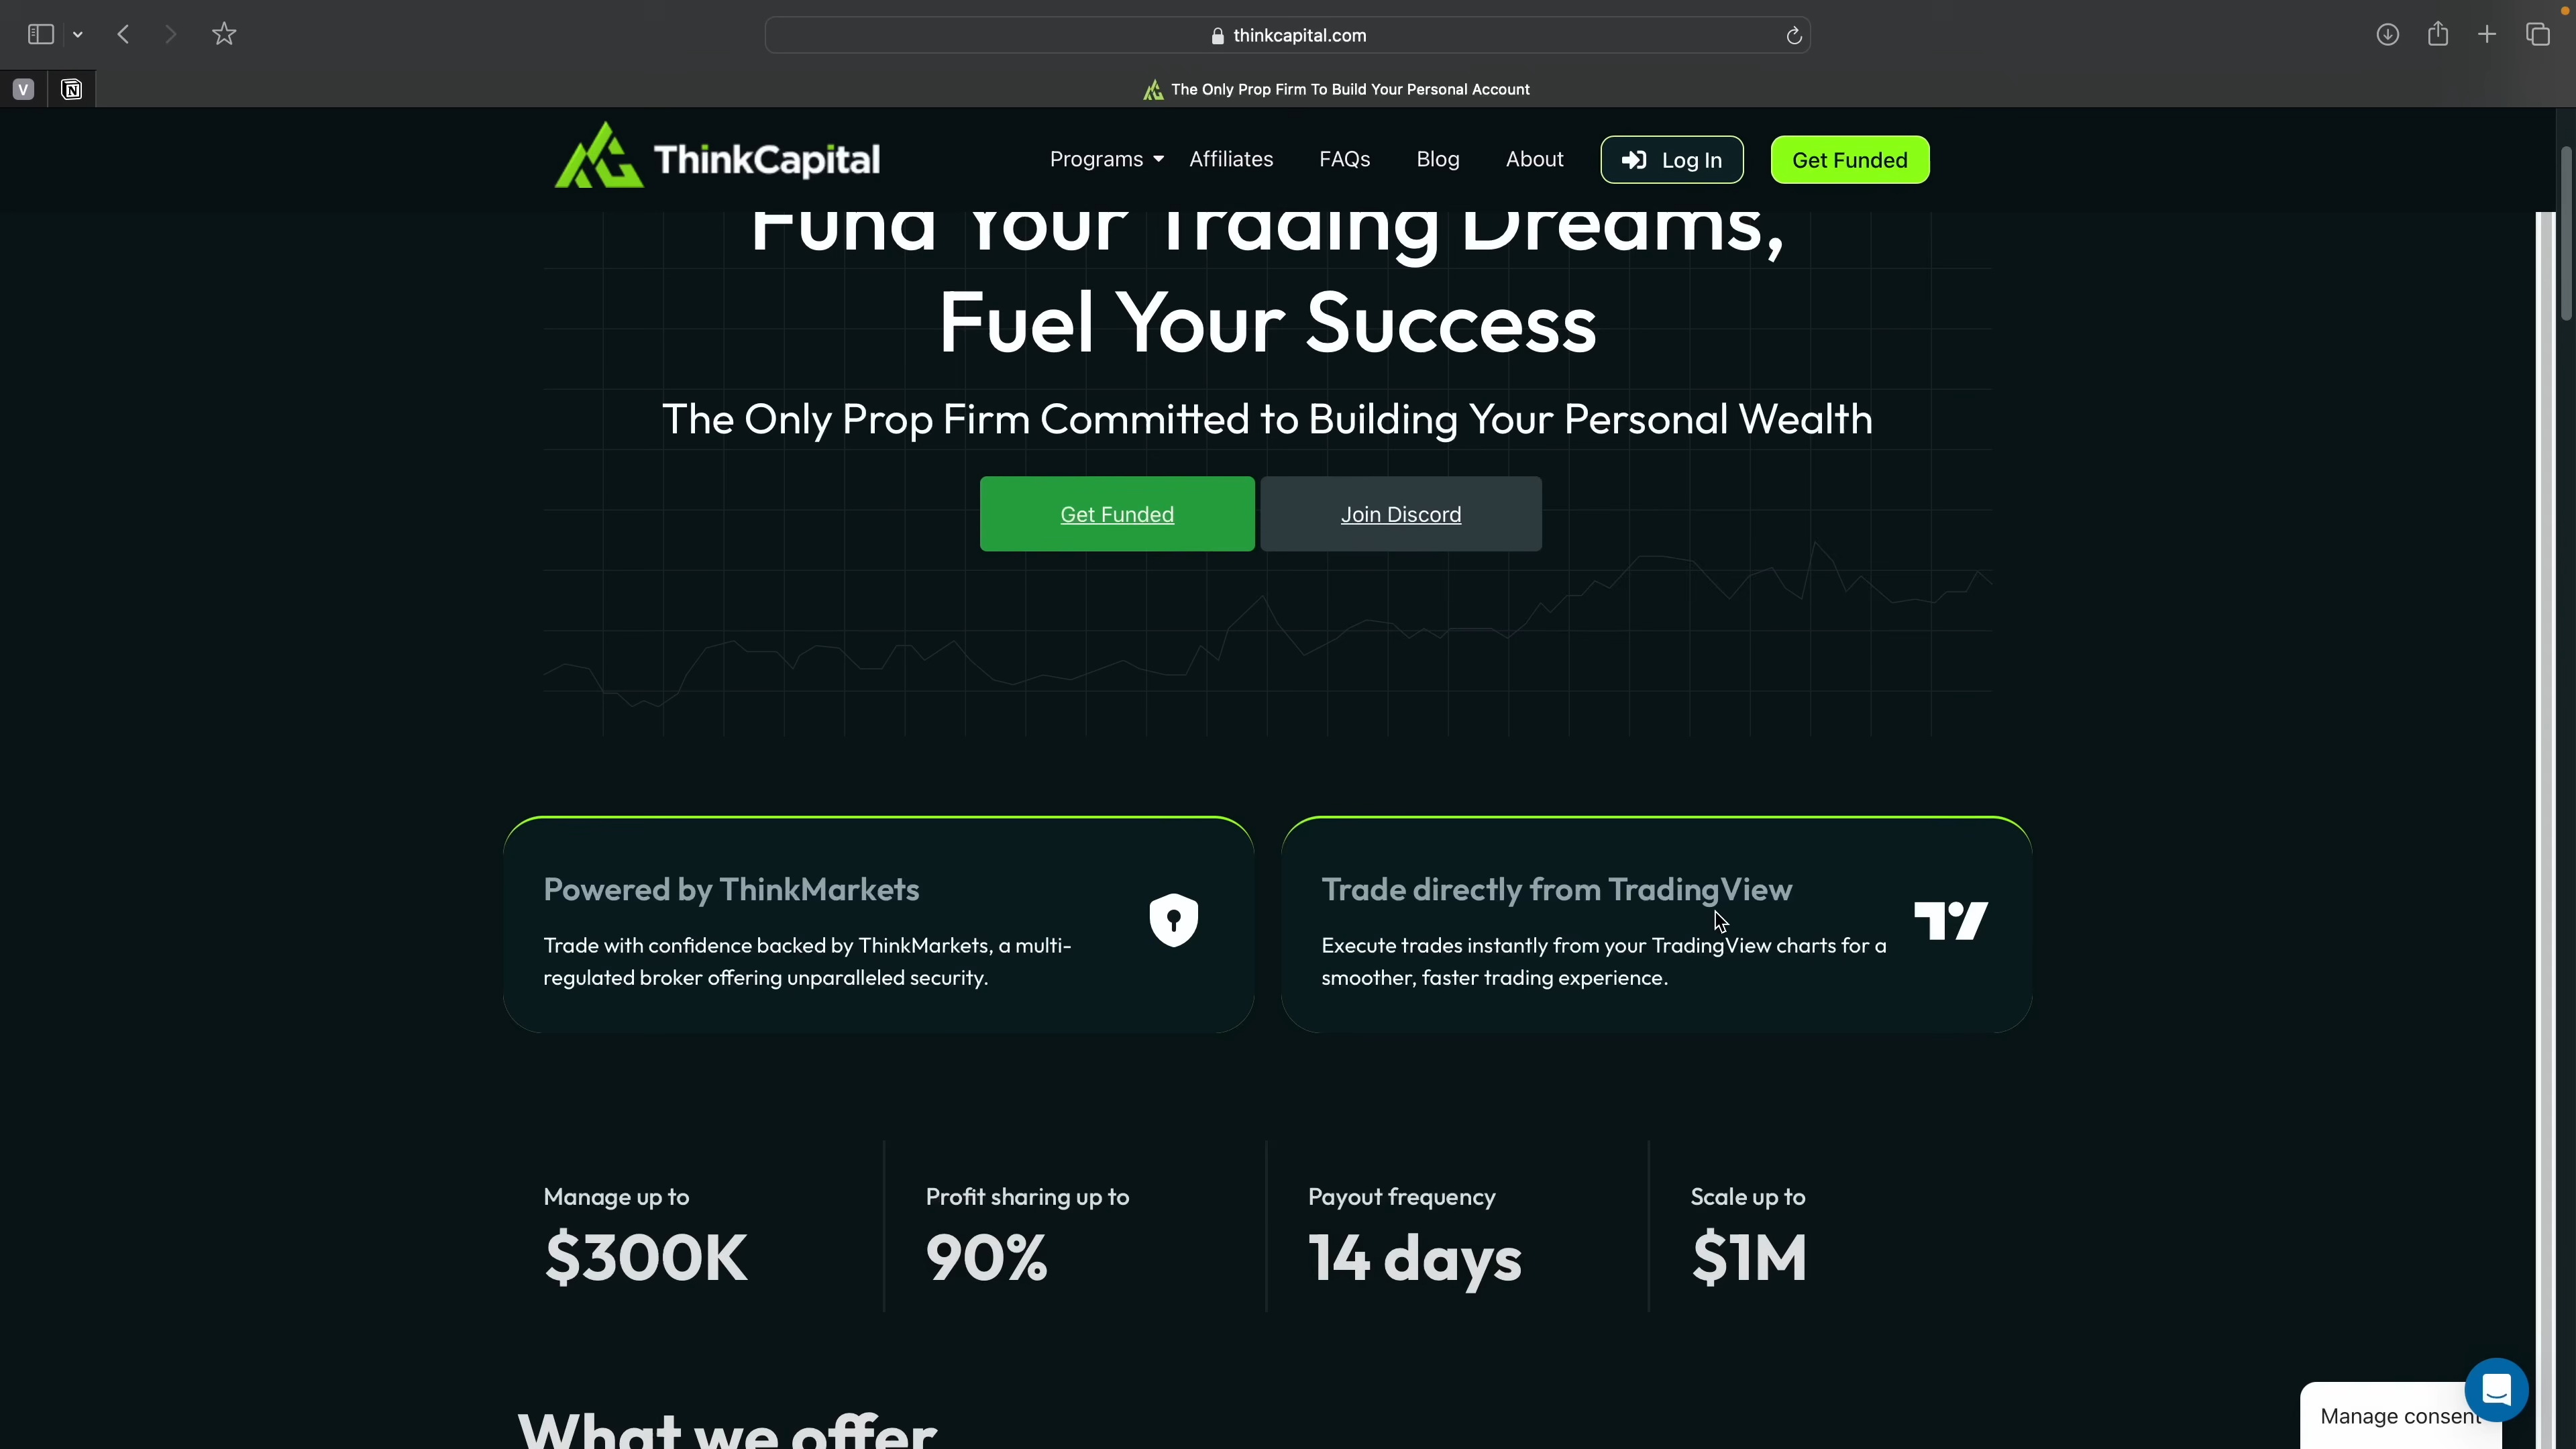 thinkcapital.com
V
The Only Prop Firm To Build Your Personal Account
ThinkCapital
Programs
Affiliates
FAQs
Blog
About
Log In
Get Funded
Fund Your Trading Dreams,
Fuel Your Success
The Only Prop Firm Committed to Building Your Personal Wealth
Get Funded
Join Discord
Powered by ThinkMarkets
Trade with confidence backed by ThinkMarkets, a multi-
regulated broker offering unparalleled security.
Trade directly from TradingView
Execute trades instantly from your TradingView charts for a
smoother, faster trading experience.
Manage up to
$300K
Profit sharing up to
90%
Payout frequency
14 days
Scale up to
$1M
What we offer
Manage consent